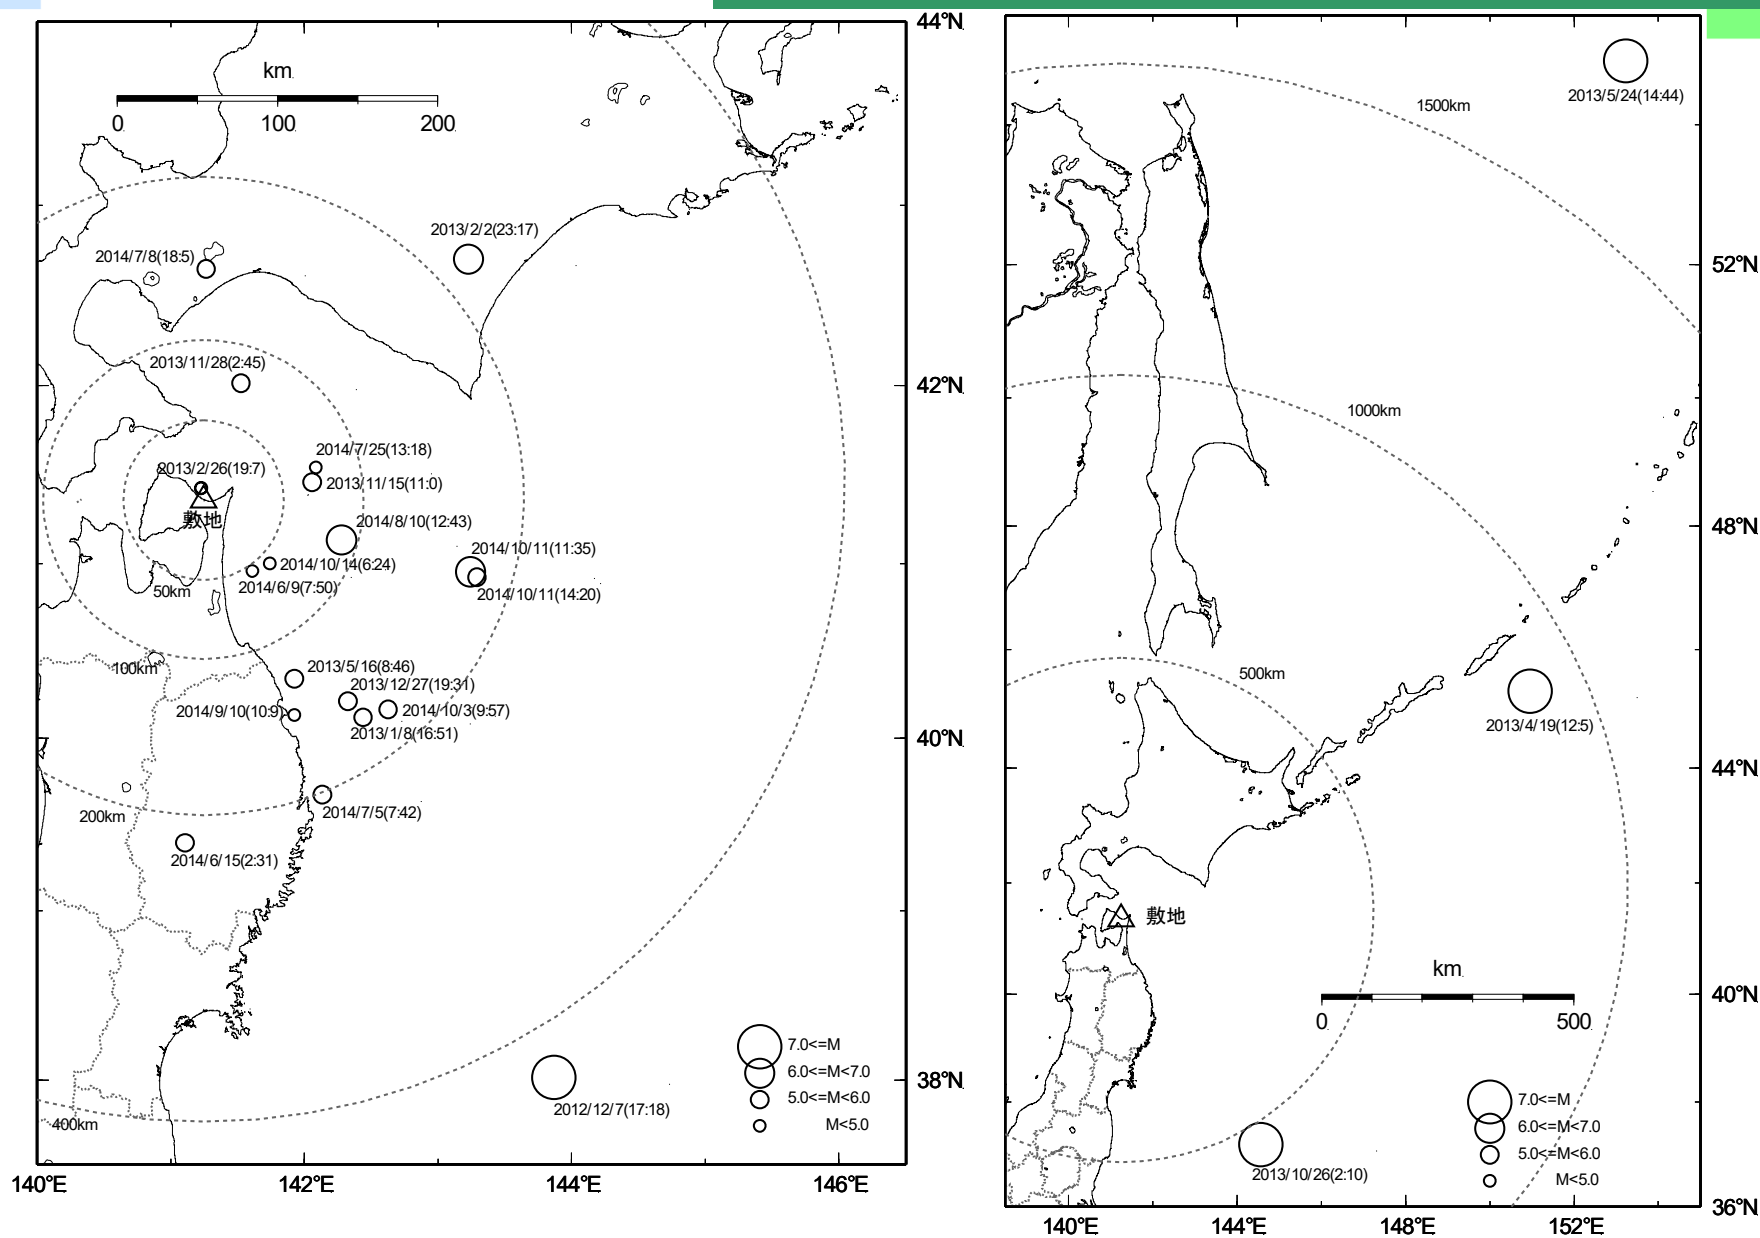 km
0 100 200
44°N
2013/2/2(23:17)
2014/7/8(18:5)
2013/11/28(2:45)
42°N
2014/7/25(13:18)
2013/2/26(19:7)
2013/11/15(11:0)
敷地
2014/8/10(12:43)
2014/10/11(11:35)
2014/10/14(6:24)
2014/6/9(7:50)
50km
2014/10/11(14:20)
100km
2013/5/16(8:46)
2013/12/27(19:31)
2014/9/10(10:9)
2014/10/3(9:57)
2013/1/8(16:51)
40°N
200km
2014/7/5(7:42)
2014/6/15(2:31)
7.0<=M
6.0<=M<7.0
5.0<=M<6.0
M<5.0
38°N
2012/12/7(17:18)
400km
140°E 142°E 144°E 146°E
2013/5/24(14:44)
1500km
52°N
1000km
48°N
500km
2013/4/19(12:5)
44°N
敷地
km
0 500
40°N
7.0<=M
6.0<=M<7.0
5.0<=M<6.0
M<5.0
2013/10/26(2:10)
36°N
140°E 144°E 148°E 152°E